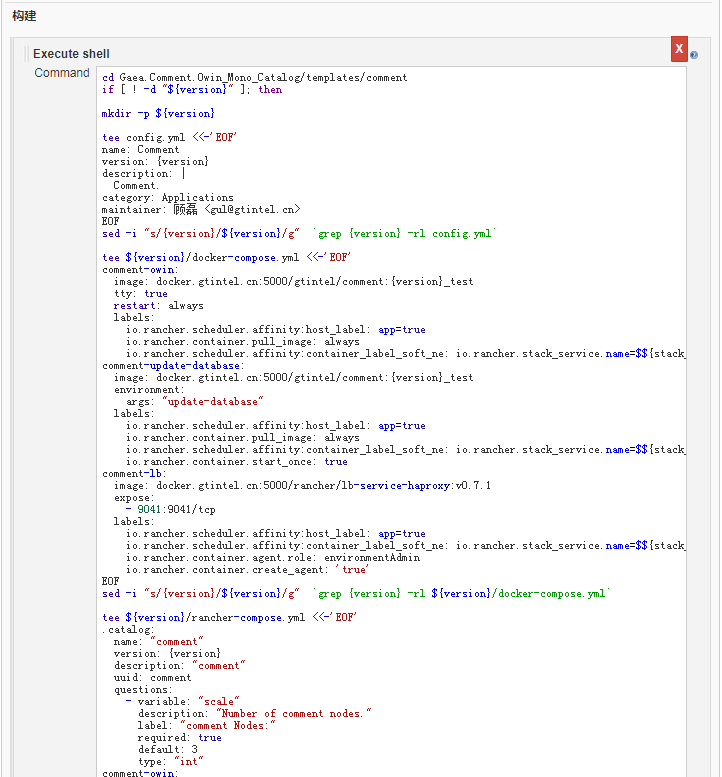 构建
Execute shell
X
Command
cd Gaea.Comment.Owin_Mono_Catalog/templates/comment
if [ ! -d "${version}" ]; then
mkdir -p ${version}
tee config.yml <<-'EOF'
name: Comment
version: {version}
description: |
  Comment.
category: Applications
maintainer: 顾磊 <gul@gtintel.cn>
EOF
sed -i "s/{version}/${version}/g"  `grep {version} -rl config.yml`
tee ${version}/docker-compose.yml <<-'EOF'
comment-owin:
  image: docker.gtintel.cn:5000/gtintel/comment:{version}_test
  tty: true
  restart: always
  labels:
    io.rancher.scheduler.affinity:host_label: app=true
    io.rancher.container.pull_image: always
    io.rancher.scheduler.affinity:container_label_soft_ne: io.rancher.stack_service.name=$${stack_
comment-update-database:
  image: docker.gtintel.cn:5000/gtintel/comment:{version}_test
  environment:
    args: "update-database"
  labels:
    io.rancher.scheduler.affinity:host_label: app=true
    io.rancher.container.pull_image: always
    io.rancher.scheduler.affinity:container_label_soft_ne: io.rancher.stack_service.name=$${stack_
    io.rancher.container.start_once: true
comment-lb:
  image: docker.gtintel.cn:5000/rancher/lb-service-haproxy:v0.7.1
  expose:
    - 9041:9041/tcp
  labels:
    io.rancher.scheduler.affinity:host_label: app=true
    io.rancher.scheduler.affinity:container_label_soft_ne: io.rancher.stack_service.name=$${stack_
    io.rancher.container.agent.role: environmentAdmin
    io.rancher.container.create_agent: 'true'
EOF
sed -i "s/{version}/${version}/g"  `grep {version} -rl ${version}/docker-compose.yml`
tee ${version}/rancher-compose.yml <<-'EOF'
.catalog:
  name: "comment"
  version: {version}
  description: "comment"
  uuid: comment
  questions:
    - variable: "scale"
      description: "Number of comment nodes."
      label: "comment Nodes:"
      required: true
      default: 3
      type: "int"
comment-owin: